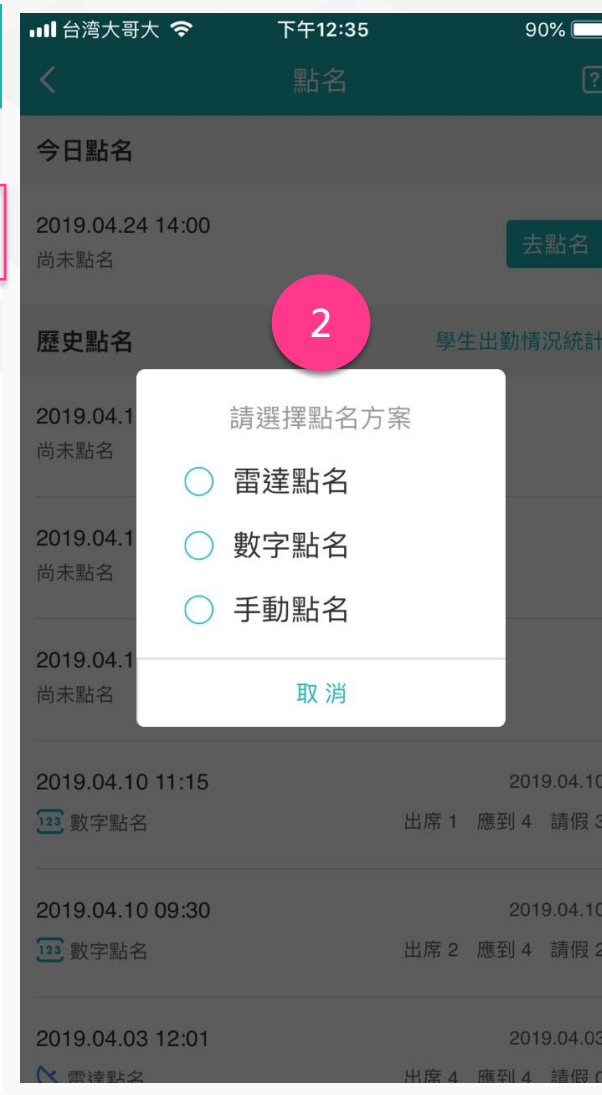 台湾大哥大 下午12:35 90%
點名
今日點名
2019.04.24 14:00
尚未點名
去點名
2
歷史點名 學生出勤情況統計
請選擇點名方案
雷達點名
數字點名
手動點名
取消
2019.04.1
尚未點名
2019.04.1
尚未點名
2019.04.1
尚未點名
2019.04.10 11:15 2019.04.10
123 數字點名 出席 1 應到 4 請假 3
2019.04.10 09:30 2019.04.10
123 數字點名 出席 2 應到 4 請假 2
2019.04.03 12:01 2019.04.03
雷達點名 出席 4 應到 4 請假 0